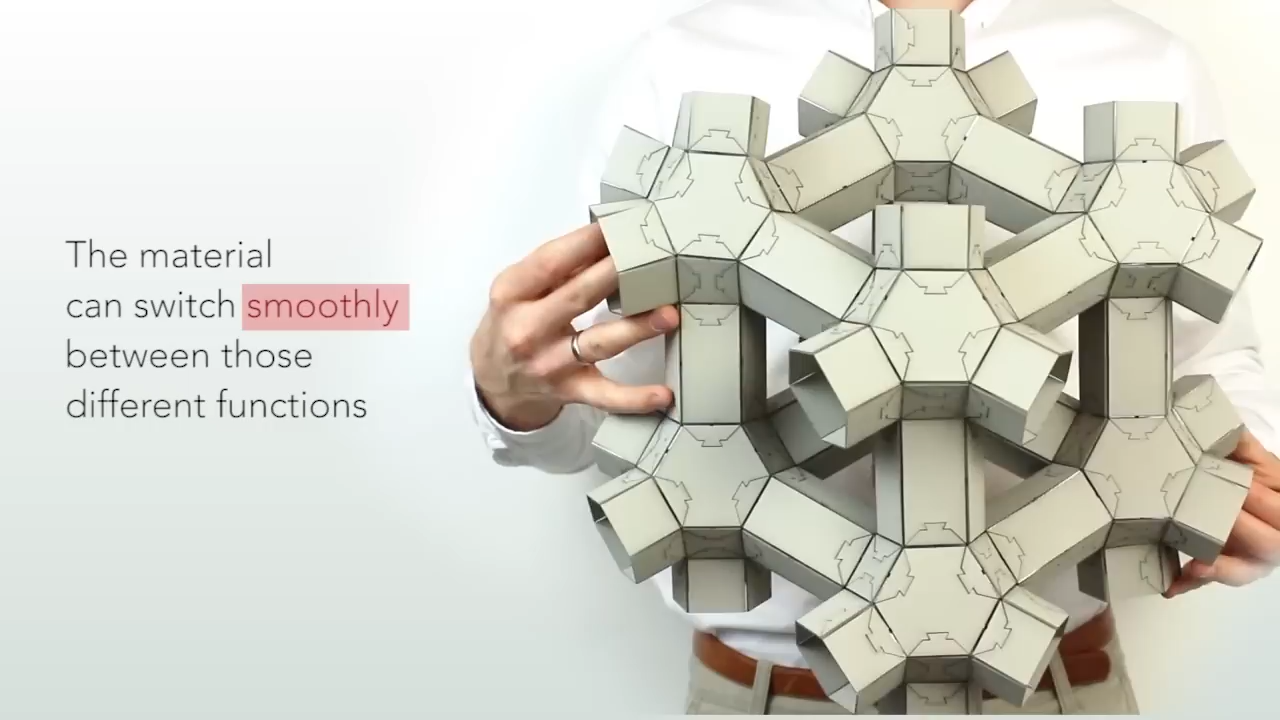 The material
can switch smoothly
between those
different functions